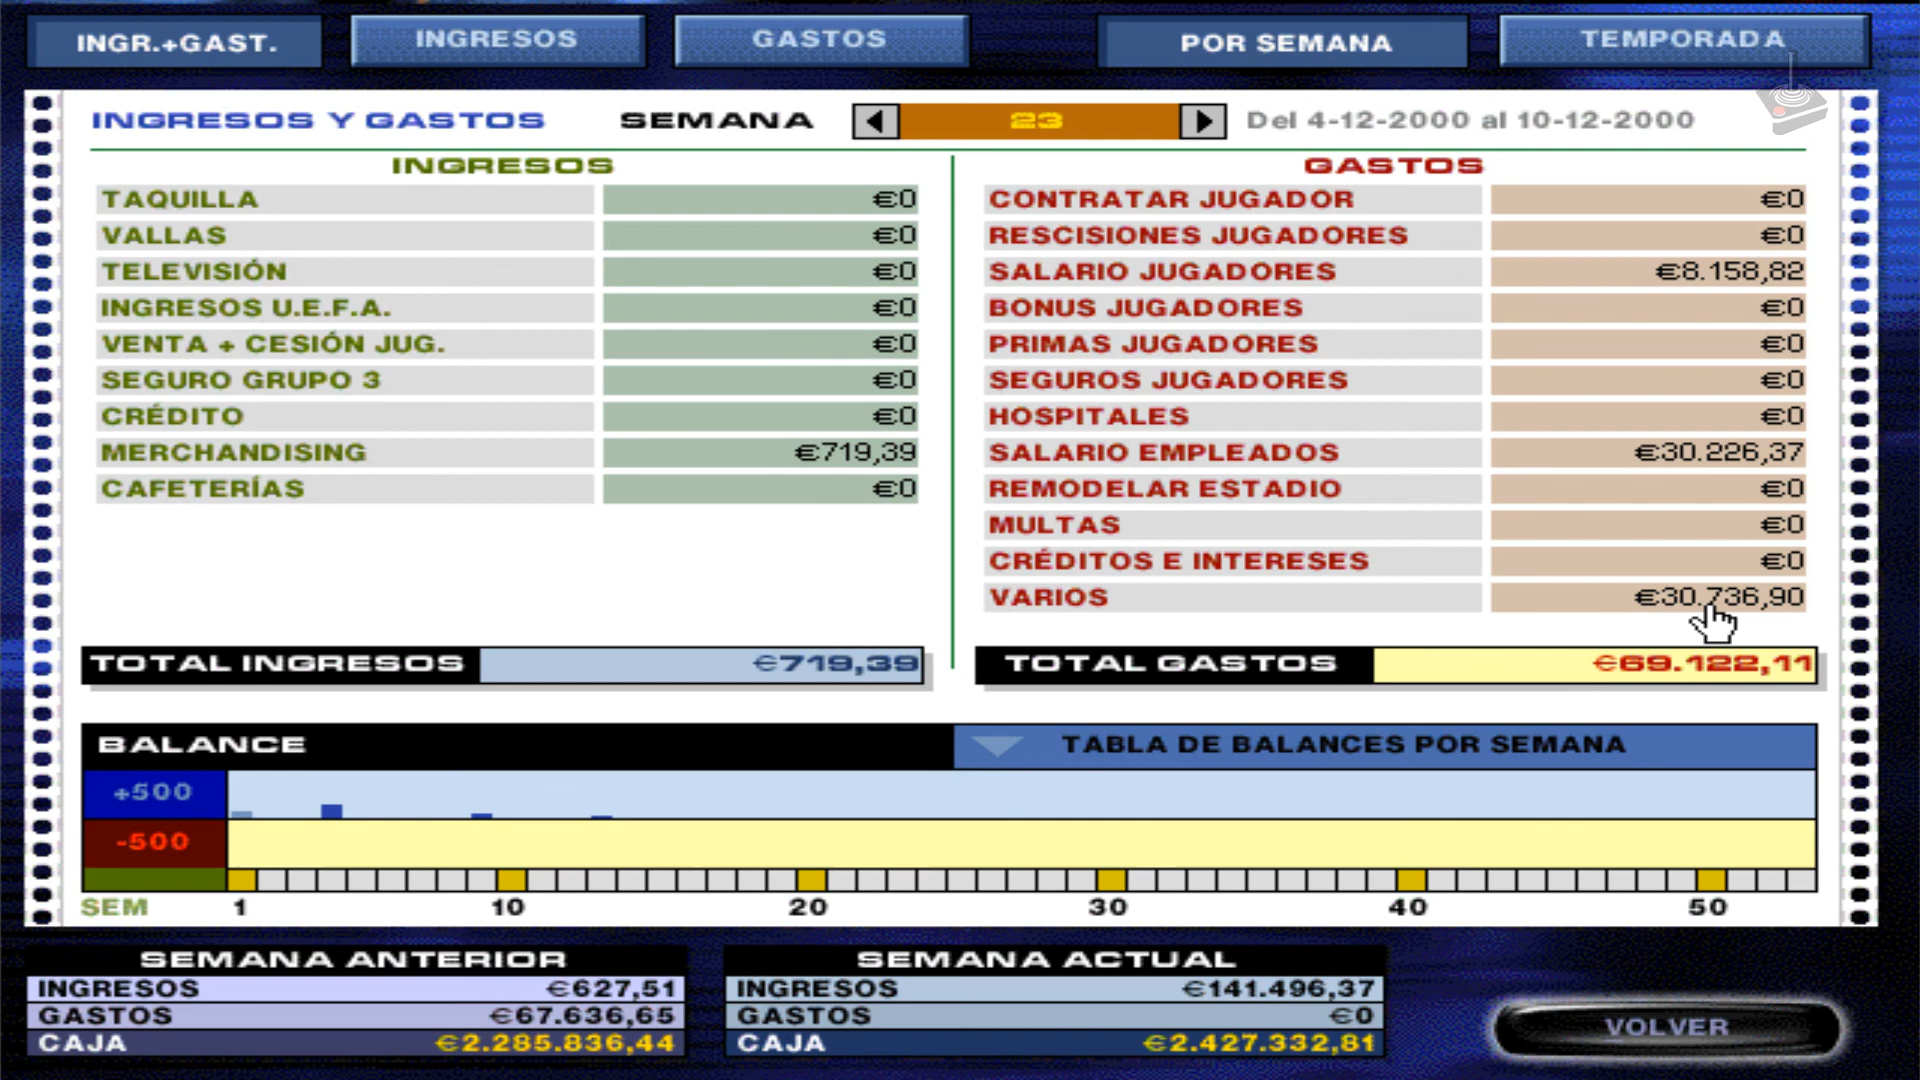 INGR.+GAST. INGRESOS GASTOS POR SEMANA TEMPORADA
INGRESOS Y GASTOS SEMANA 23 Del 4-12-2000 al 10-12-2000
INGRESOS GASTOS
TAQUILLA €0 CONTRATAR JUGADOR €0
VALLAS €0 RESCISIONES JUGADORES €0
TELEVISIÓN €0 SALARIO JUGADORES €8.158,82
INGRESOS U.E.F.A. €0 BONUS JUGADORES €0
VENTA + CESIÓN JUG. €0 PRIMAS JUGADORES €0
SEGURO GRUPO 3 €0 SEGUROS JUGADORES €0
CRÉDITO €0 HOSPITALES €0
MERCHANDISING €719,39 SALARIO EMPLEADOS €30.226,37
CAFETERÍAS €0 REMODELAR ESTADIO €0
MULTAS €0
CRÉDITOS E INTERESES €0
VARIOS €30.736,90
TOTAL INGRESOS €719,39 TOTAL GASTOS €69.122,11
BALANCE TABLA DE BALANCES POR SEMANA
+500
-500
SEM 1 10 20 30 40 50
SEMANA ANTERIOR SEMANA ACTUAL
INGRESOS €627,51 INGRESOS €141.496,37
GASTOS €67.636,65 GASTOS €0
CAJA €2.285.836,44 CAJA €2.427.332,81
VOLVER